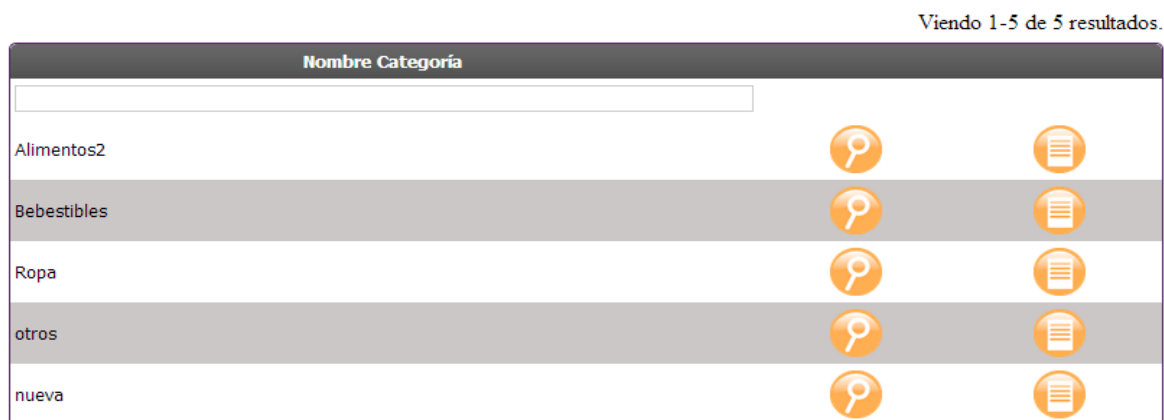 Viendo 1-5 de 5 resultados.
Nombre Categoría
Alimentos2
Bebestibles
Ropa
otros
nueva